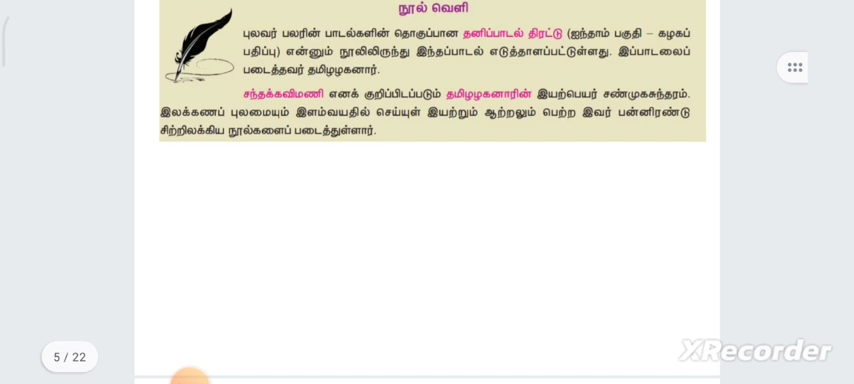 நூல் வெளி
புலவர் பலரின் பாடல்களின் தொகுப்பான தனிப்பாடல் திரட்டு (ஐந்தாம் பகுதி – கழகப்
பதிப்பு) என்னும் நூலிலிருந்து இந்தப்பாடல் எடுத்தாளப்பட்டுள்ளது. இப்பாடலைப்
படைத்தவர் தமிழழகனார்.
சந்தக்கவிமணி எனக் குறிப்பிடப்படும் தமிழழகனாரின் இயற்பெயர் சண்முகசுந்தரம்.
இலக்கணப் புலமையும் இளம்வயதில் செய்யுள் இயற்றும் ஆற்றலும் பெற்ற இவர் பன்னிரண்டு
சிற்றிலக்கிய நூல்களைப் படைத்துள்ளார்.
5 / 22
XRecorder